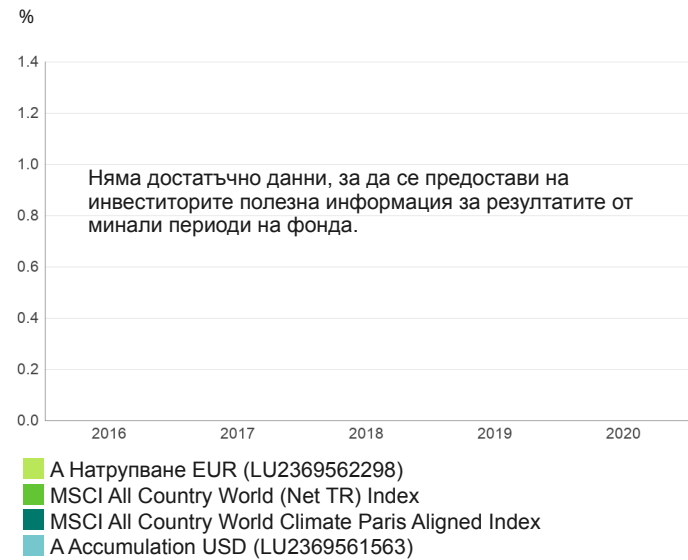 %
1.4
1.2
1.0
Няма достатъчно данни, за да се предостави на
инвеститорите полезна информация за резултатите от
минали периоди на фонда.
0.8
0.6
0.4
0.2
0.0
2016 2017 2018 2019 2020
А Натрупване EUR (LU2369562298)
MSCI All Country World (Net TR) Index
MSCI All Country World Climate Paris Aligned Index
A Accumulation USD (LU2369561563)